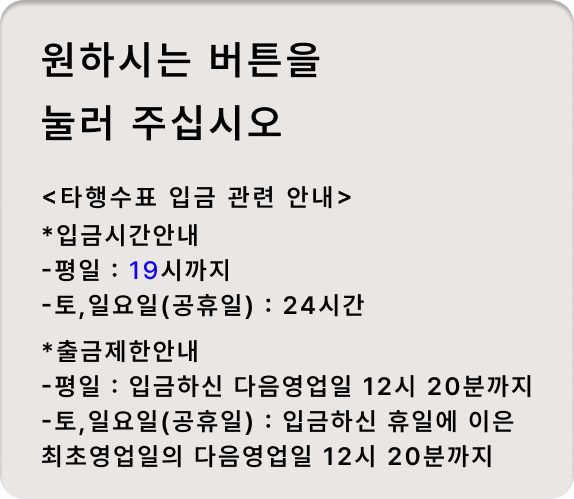 원하시는 버튼을
눌러 주십시오
<타행수표 입금 관련 안내>
*입금시간안내
-평일 : 19시까지
-토,일요일(공휴일) : 24시간
*출금제한안내
-평일 : 입금하신 다음영업일 12시 20분까지
-토,일요일(공휴일) : 입금하신 휴일에 이은
최초영업일의 다음영업일 12시 20분까지